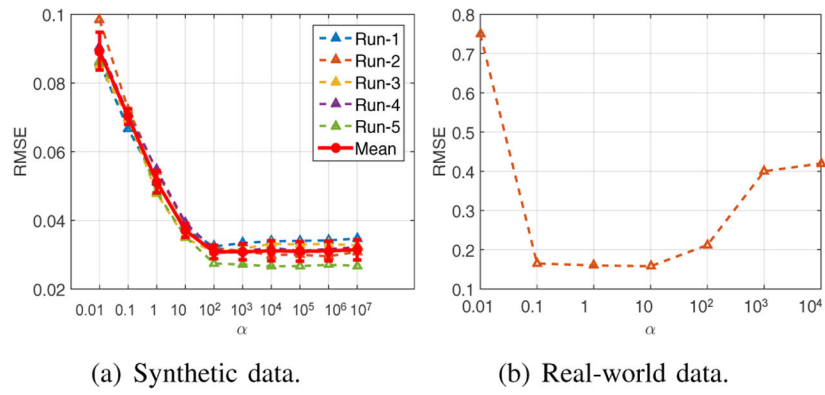 0.1
0.08
0.06
0.04
0.02
RMSE
0.01 0.1 1 10 10² 10³ 10⁴ 10⁵ 10⁶ 10⁷
α
Run-1
Run-2
Run-3
Run-4
Run-5
Mean
(a) Synthetic data.
0.8
0.7
0.6
0.5
0.4
0.3
0.2
0.1
RMSE
0.01 0.1 1 10 10² 10³ 10⁴
α
(b) Real-world data.